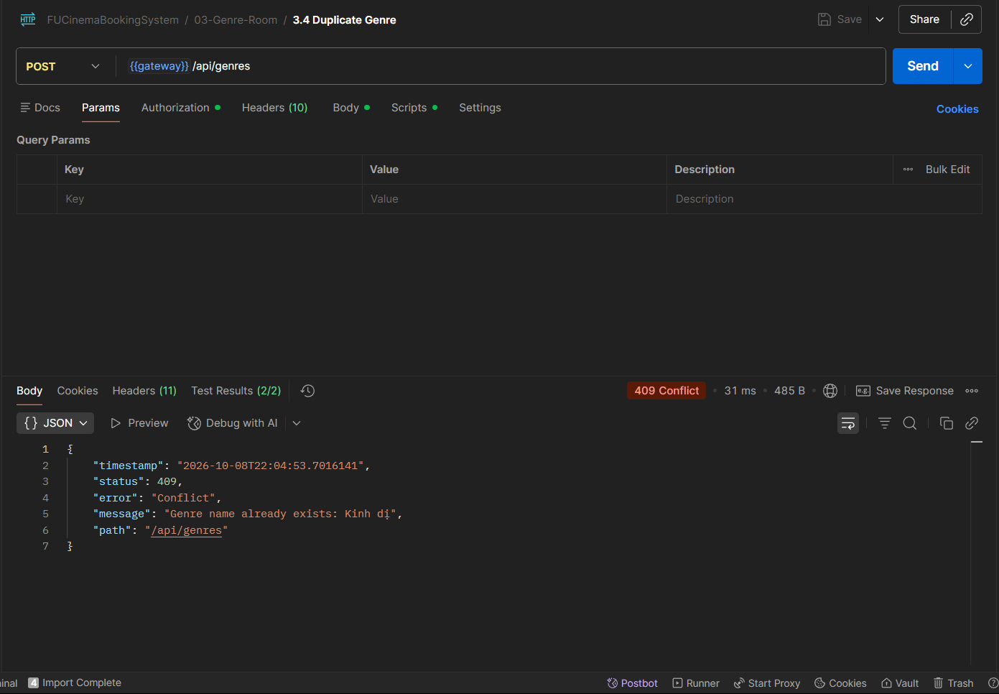 HTTP FUCinemaBookingSystem / 03-Genre-Room / 3.4 Duplicate Genre Save Share
POST {{gateway}} /api/genres Send
Docs Params Authorization Headers (10) Body Scripts Settings Cookies
Query Params
Key Value Description Bulk Edit
Key Value Description
Body Cookies Headers (11) Test Results (2/2) 409 Conflict 31 ms 485 B e.g. Save Response
{} JSON Preview Debug with AI
1 {
2 "timestamp": "2026-10-08T22:04:53.7016141",
3 "status": 409,
4 "error": "Conflict",
5 "message": "Genre name already exists: Kinh dị",
6 "path": "/api/genres"
7 }
inal 4 Import Complete Postbot Runner Start Proxy Cookies Vault Trash